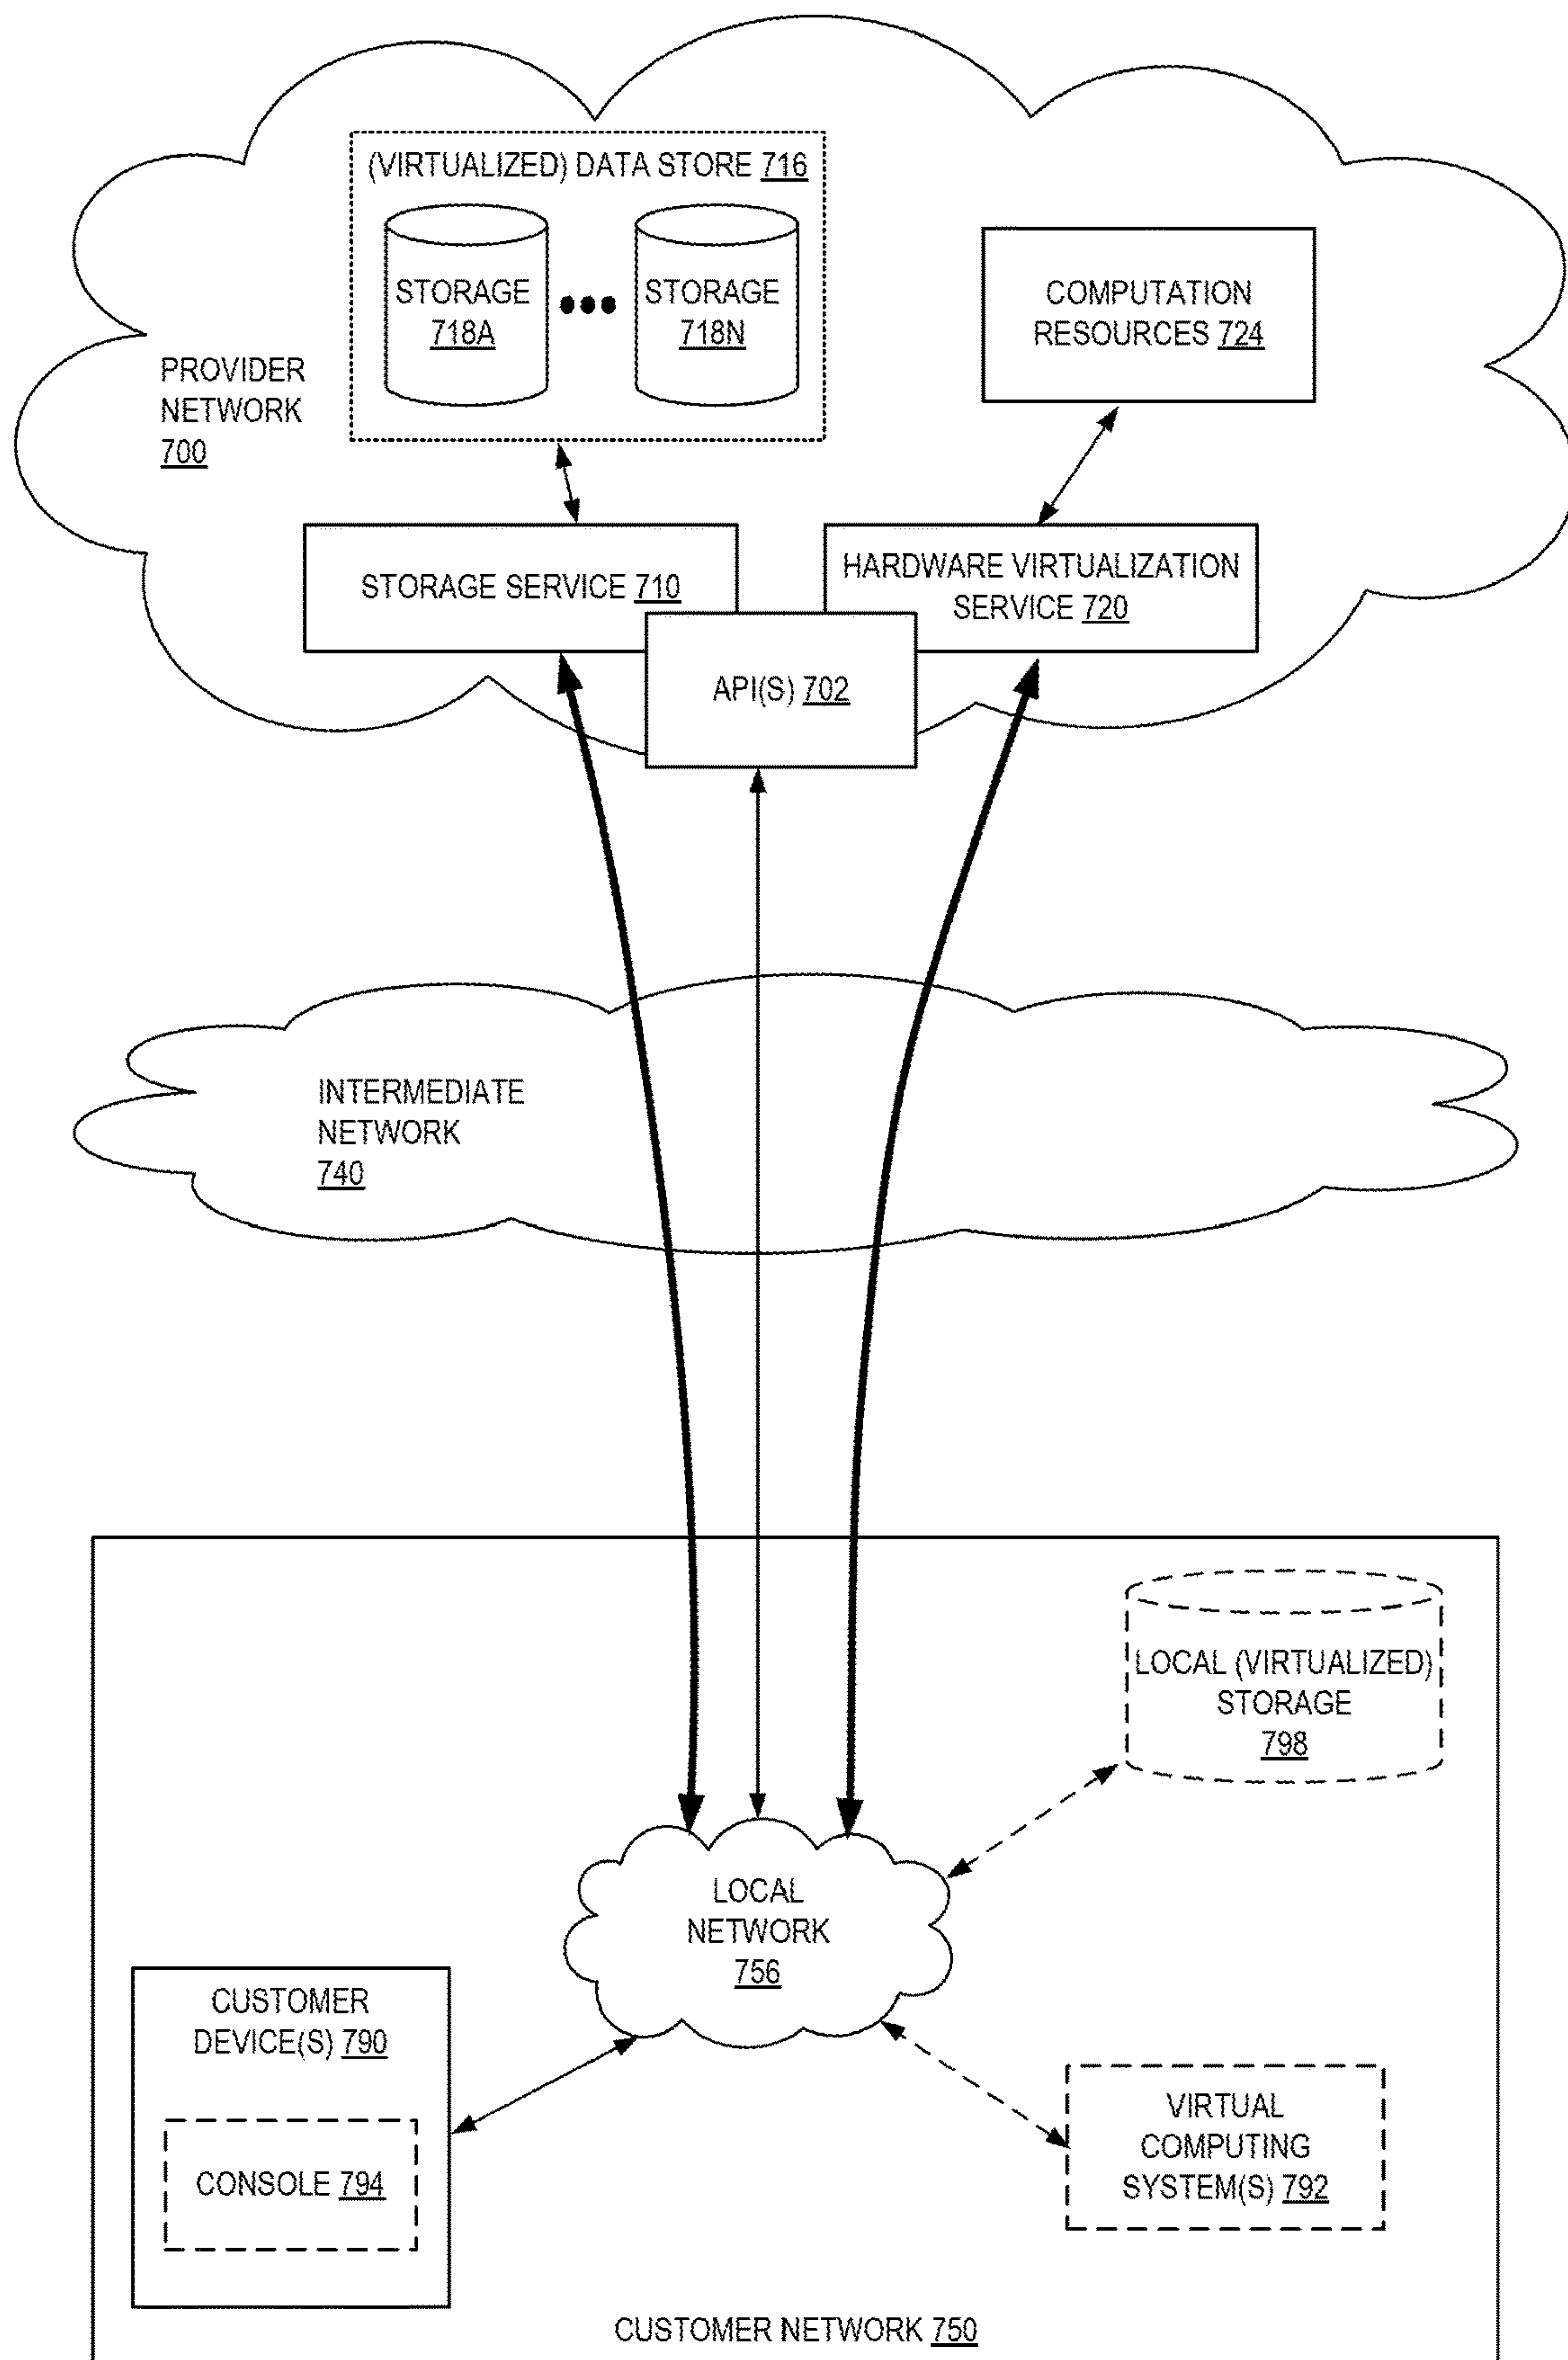 (VIRTUALIZED) DATA STORE 716
STORAGE
718A
STORAGE
718N
COMPUTATION
RESOURCES 724
PROVIDER
NETWORK
700
STORAGE SERVICE 710
HARDWARE VIRTUALIZATION
SERVICE 720
API(S) 702
INTERMEDIATE
NETWORK
740
LOCAL (VIRTUALIZED)
STORAGE
798
LOCAL
NETWORK
756
CUSTOMER
DEVICE(S) 790
CONSOLE 794
VIRTUAL
COMPUTING
SYSTEM(S) 792
CUSTOMER NETWORK 750